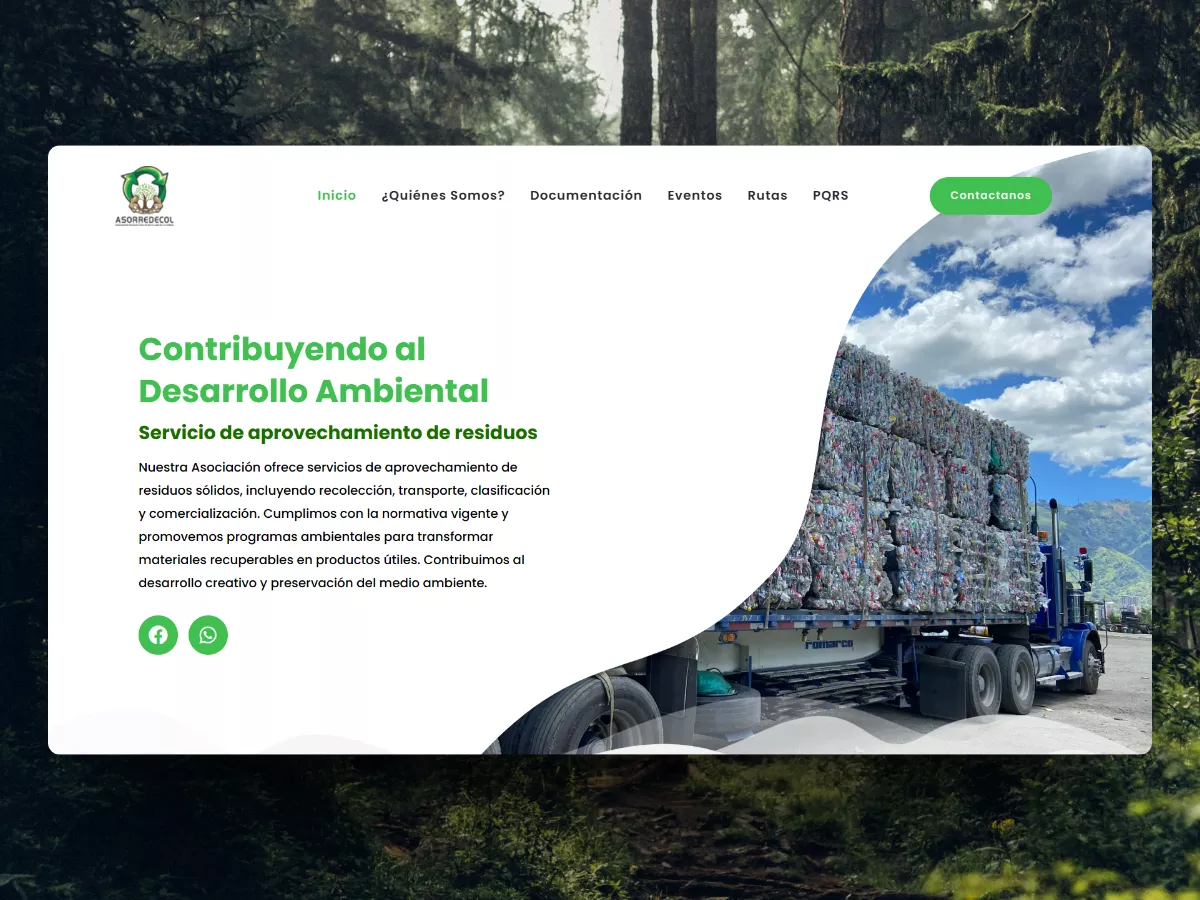 ASORREDECOL
Inicio
¿Quiénes Somos?
Documentación
Eventos
Rutas
PQRS
Contactanos
Contribuyendo al
Desarrollo Ambiental
Servicio de aprovechamiento de residuos
Nuestra Asociación ofrece servicios de aprovechamiento de
residuos sólidos, incluyendo recolección, transporte, clasificación
y comercialización. Cumplimos con la normativa vigente y
promovemos programas ambientales para transformar
materiales recuperables en productos útiles. Contribuimos al
desarrollo creativo y preservación del medio ambiente.
romarco